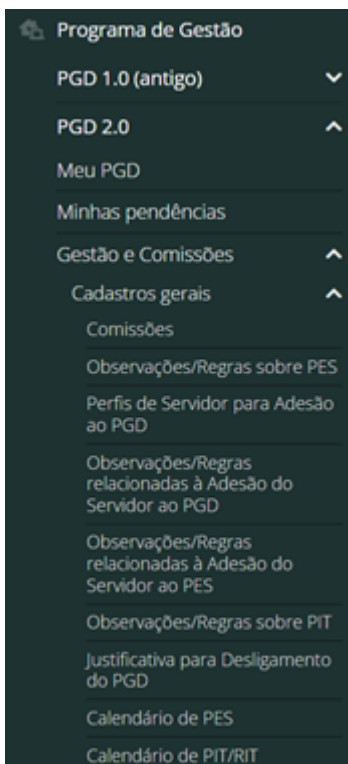 Programa de Gestão
PGD 1.0 (antigo)
PGD 2.0
Meu PGD
Minhas pendências
Gestão e Comissões
Cadastros gerais
Comissões
Observações/Regras sobre PES
Perfis de Servidor para Adesão
ao PGD
Observações/Regras
relacionadas à Adesão do
Servidor ao PGD
Observações/Regras
relacionadas à Adesão do
Servidor ao PES
Observações/Regras sobre PIT
Justificativa para Desligamento
do PGD
Calendário de PES
Calendário de PIT/RIT